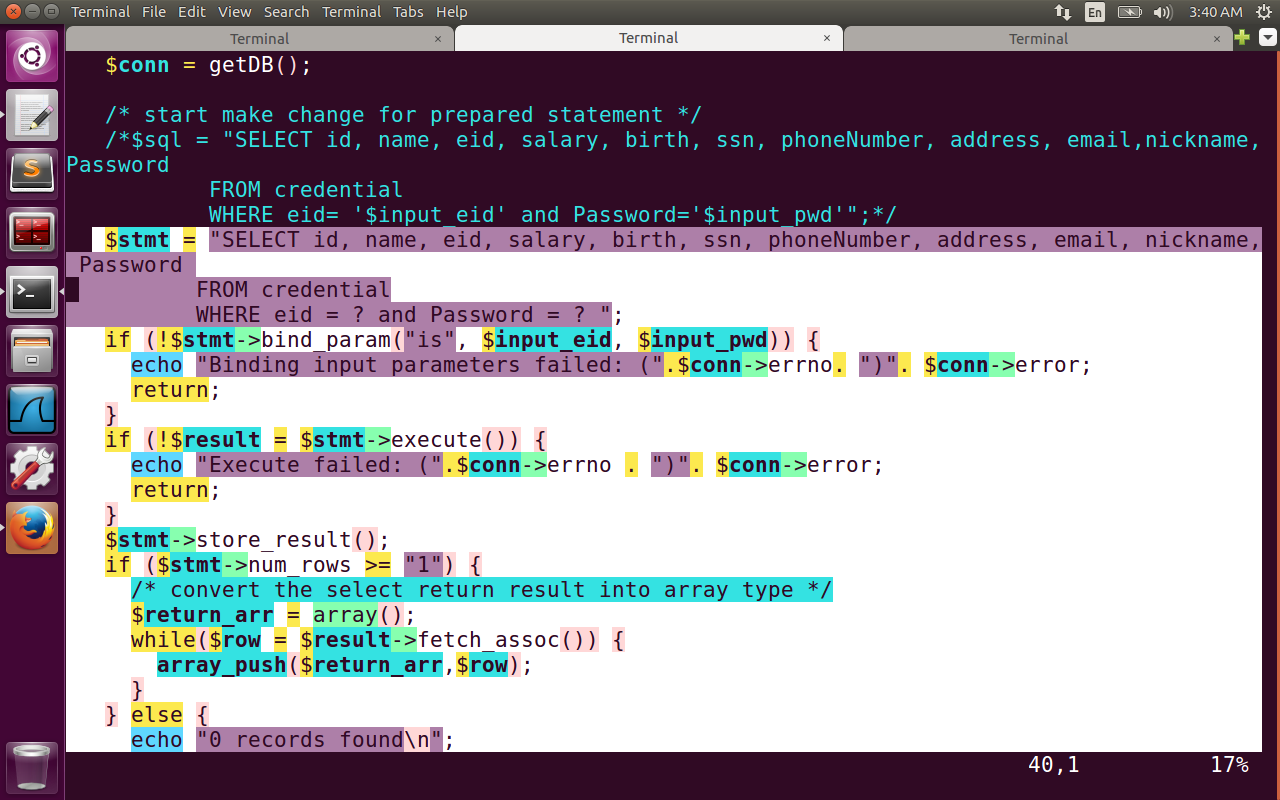 Terminal File Edit View Search Terminal Tabs Help En 3:40 AM
Terminal × Terminal × Terminal ×
$conn = getDB();
/* start make change for prepared statement */
/*$sql = "SELECT id, name, eid, salary, birth, ssn, phoneNumber, address, email,nickname,
Password
FROM credential
WHERE eid= '$input_eid' and Password='$input_pwd'";*/
$stmt = "SELECT id, name, eid, salary, birth, ssn, phoneNumber, address, email, nickname,
Password
FROM credential
WHERE eid = ? and Password = ? ";
if (!$stmt->bind_param("is", $input_eid, $input_pwd)) {
echo "Binding input parameters failed: (".$conn->errno. ")". $conn->error;
return;
}
if (!$result = $stmt->execute()) {
echo "Execute failed: (".$conn->errno . ")". $conn->error;
return;
}
$stmt->store_result();
if ($stmt->num_rows >= "1") {
/* convert the select return result into array type */
$return_arr = array();
while($row = $result->fetch_assoc()) {
array_push($return_arr,$row);
}
} else {
echo "0 records found\n";
40,1 17%